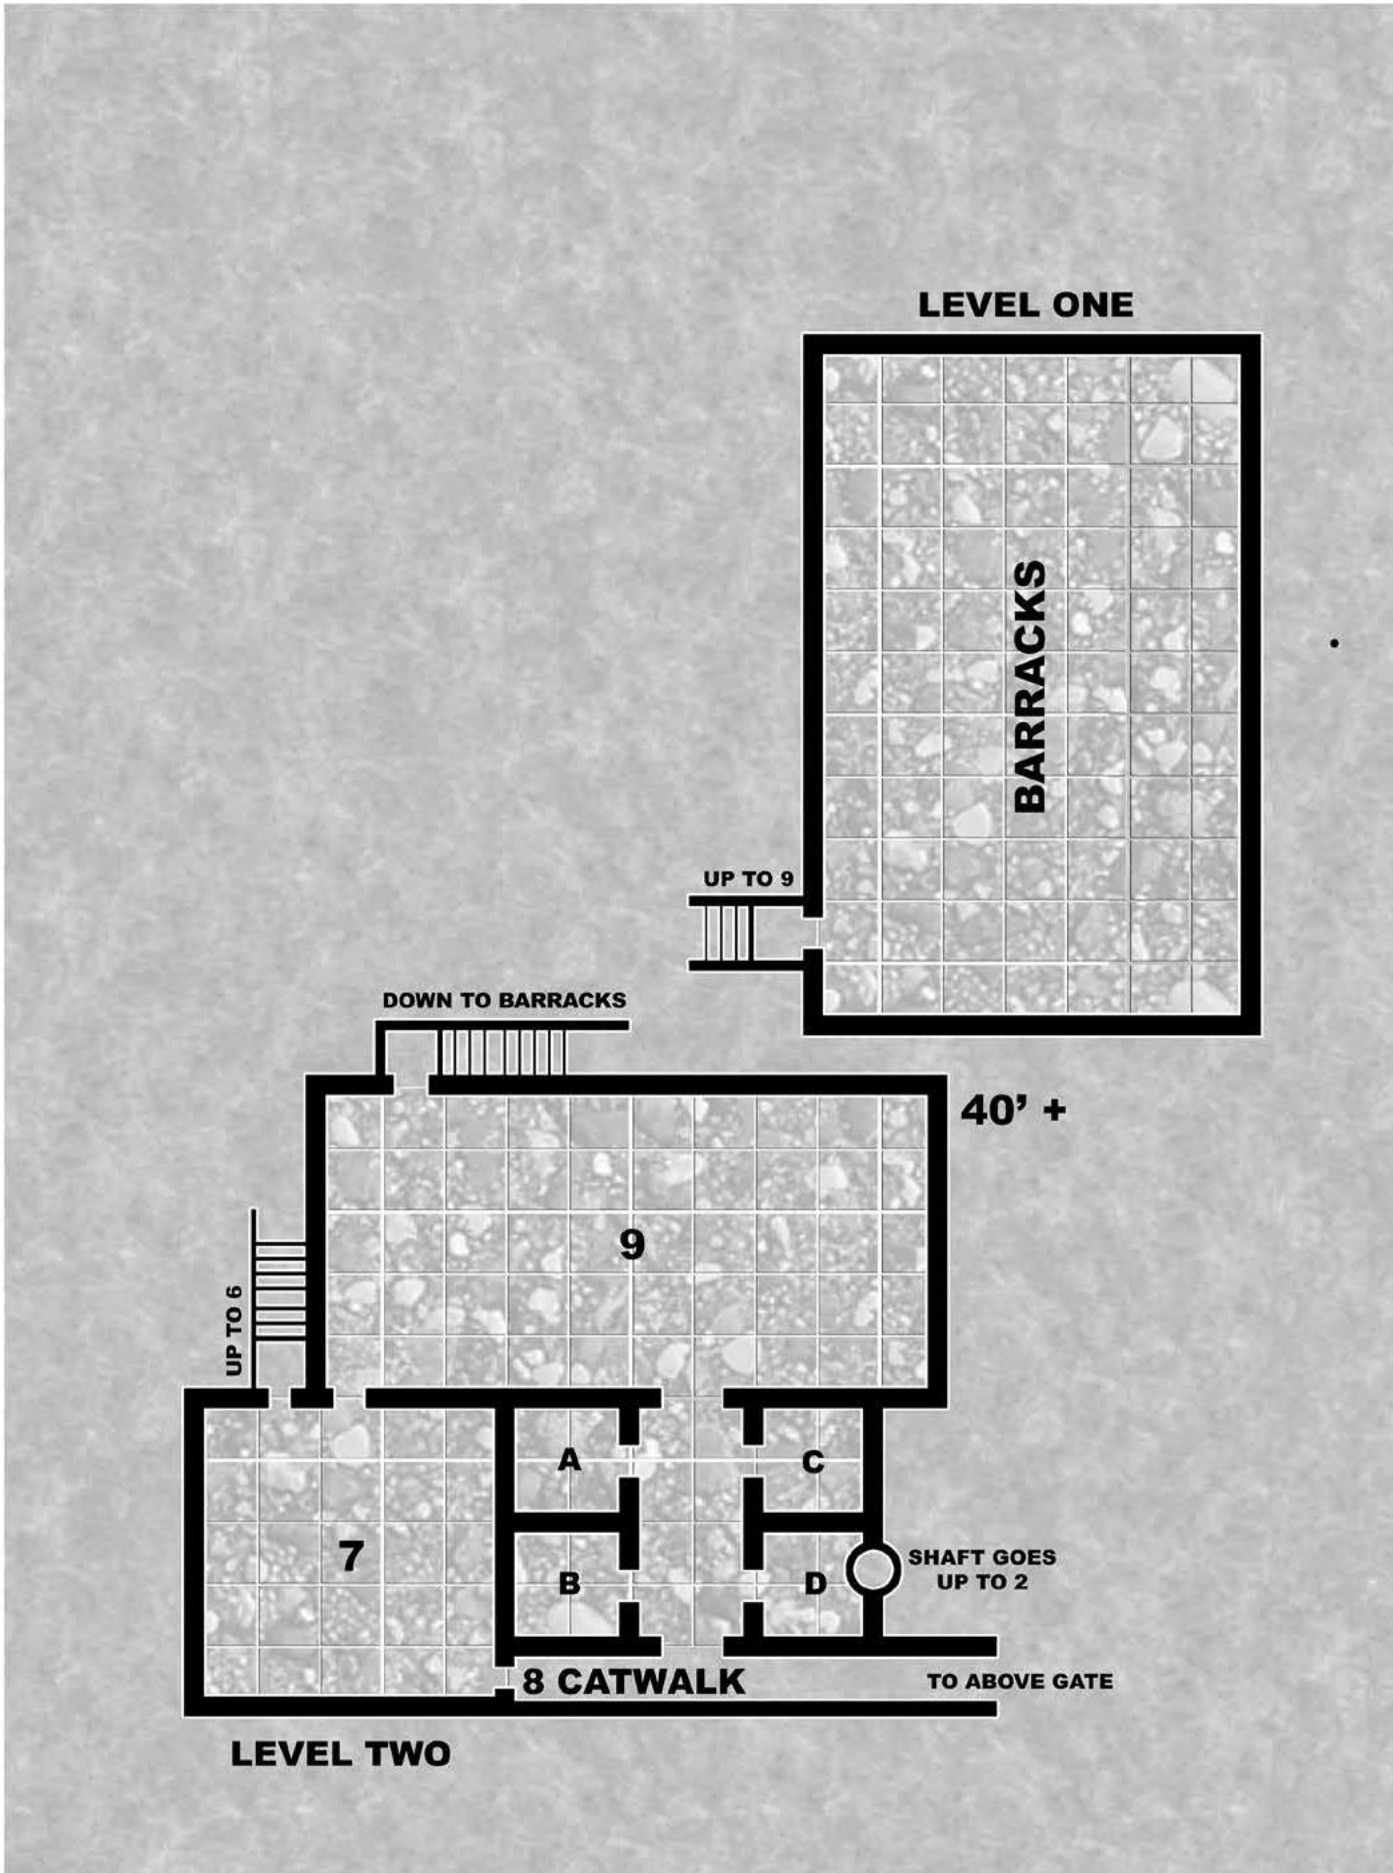 LEVEL ONE
BARRACKS
UP TO 9
DOWN TO BARRACKS
40’ +
9
UP TO 6
A
C
7
B
D
SHAFT GOES
UP TO 2
8 CATWALK
TO ABOVE GATE
LEVEL TWO